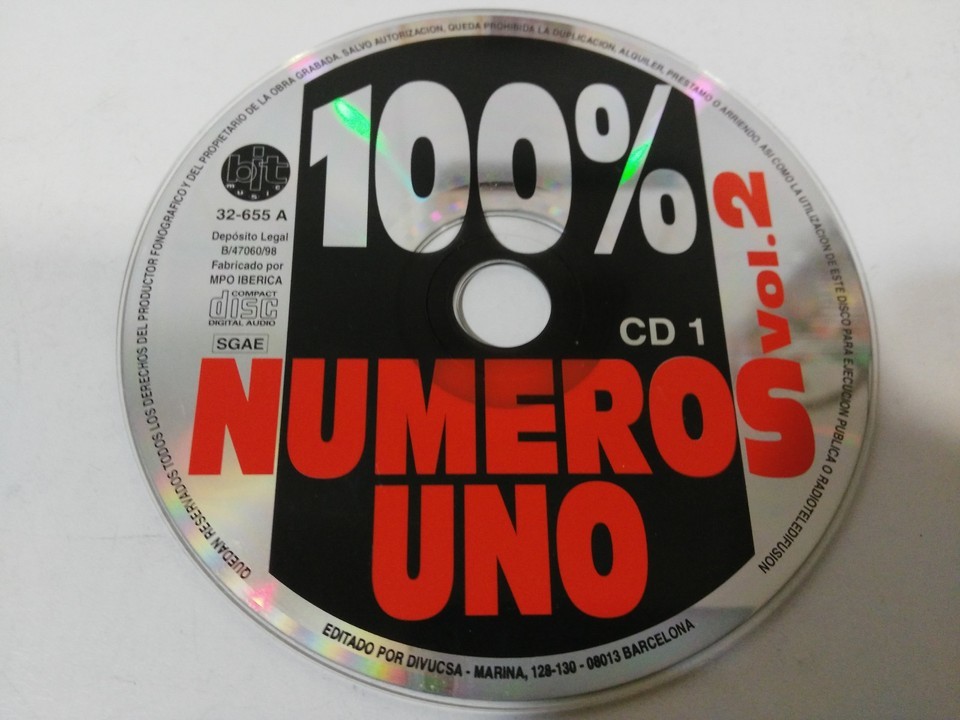 QUEDAN RESERVADOS TODOS LOS DERECHOS DEL PRODUCTOR FONOGRAFICO Y DEL PROPIETARIO DE LA OBRA GRABADA. SALVO AUTORIZACION, QUEDA PROHIBIDA LA DUPLICACION, ALQUILER, PRESTAMO O ARRIENDO, ASI COMO LA UTILIZACION DE ESTE DISCO PARA EJECUCION PUBLICA O RADIOTELEDIFUSION
100%
bit
music
32-655 A
Depósito Legal
B/47060/98
Fabricado por
MPO IBERICA
COMPACT
disc
DIGITAL AUDIO
SGAE
vol.2
CD 1
NUMEROS
UNO
EDITADO POR DIVUCSA - MARINA, 128-130 - 08013 BARCELONA